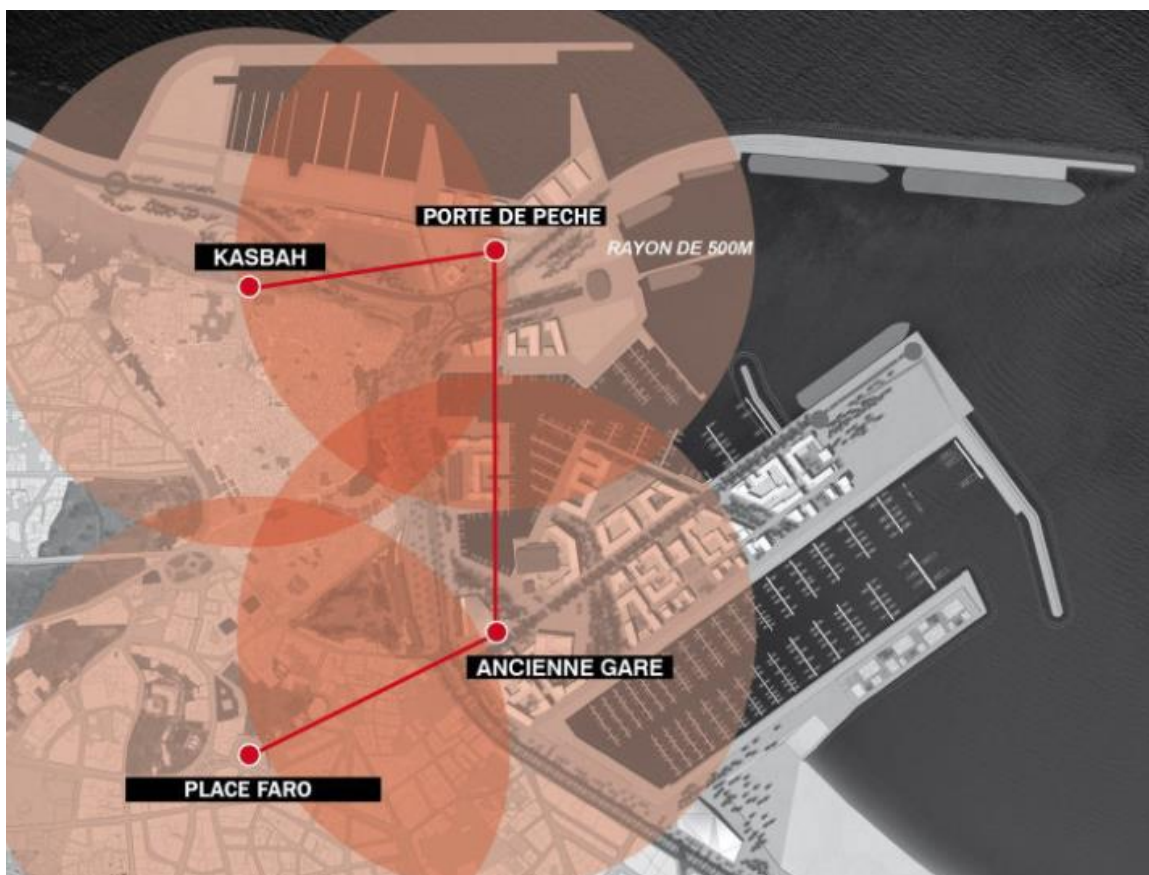 PORTE DE PECHE
KASBAH
RAYON DE 500M
ANCIENNE GARE
PLACE FARO